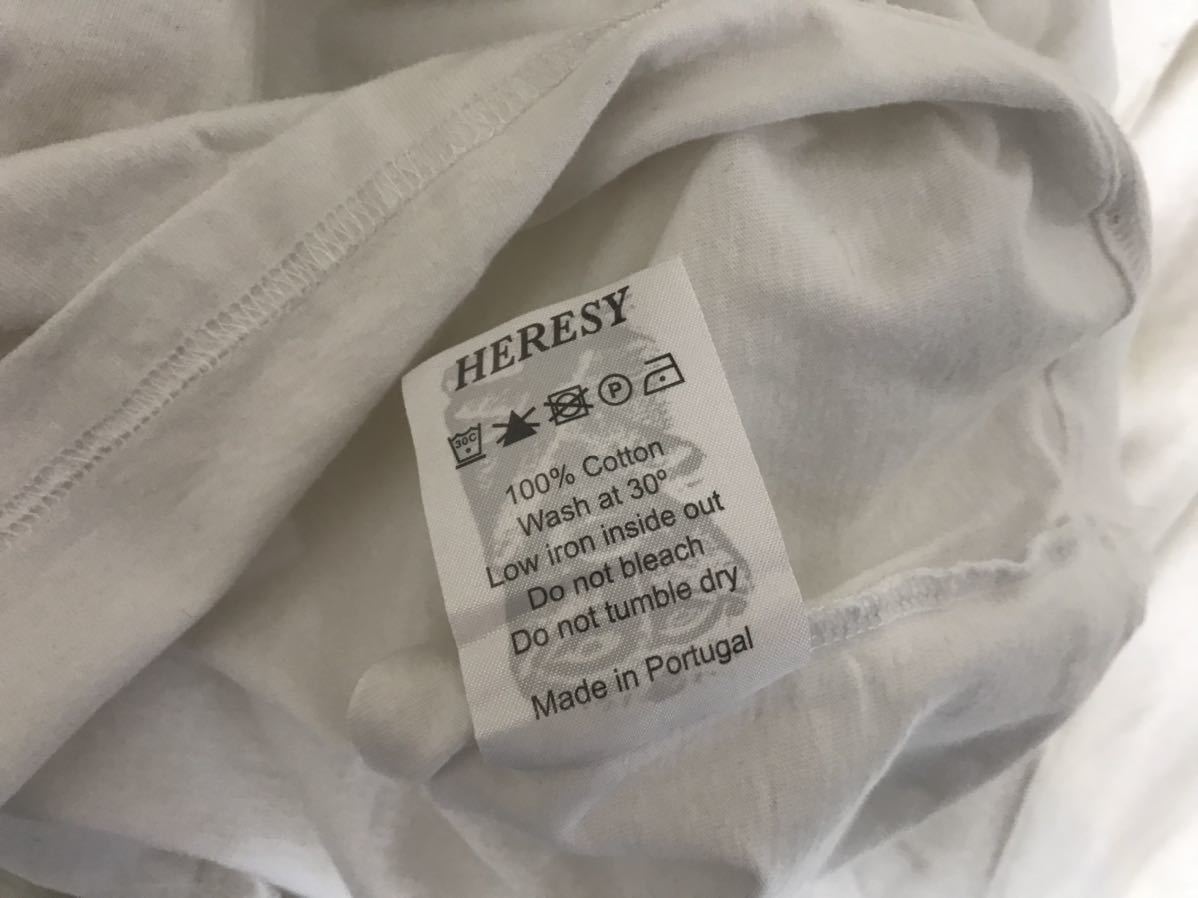 HERESY
30C P
100% Cotton
Wash at 30º
Low iron inside out
Do not bleach
Do not tumble dry
Made in Portugal